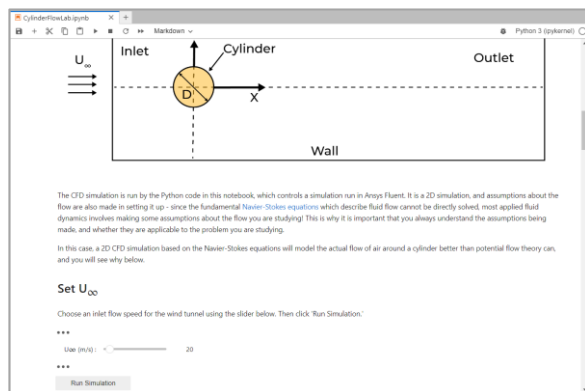 CylinderFlowLab.ipynb
Markdown
Python 3 (ipykernel)
Inlet
Cylinder
Outlet
U∞
D
X
Wall
The CFD simulation is run by the Python code in this notebook, which controls a simulation run in Ansys Fluent. It is a 2D simulation, and assumptions about the
flow are also made in setting it up - since the fundamental Navier-Stokes equations which describe fluid flow cannot be directly solved, most applied fluid
dynamics involves making some assumptions about the flow you are studying! This is why it is important that you always understand the assumptions being
made, and whether they are applicable to the problem you are studying.
In this case, a 2D CFD simulation based on the Navier-Stokes equations will model the actual flow of air around a cylinder better than potential flow theory can,
and you will see why below.
Set U∞
Choose an inlet flow speed for the wind tunnel using the slider below. Then click 'Run Simulation.'
U∞ (m/s) : 20
Run Simulation